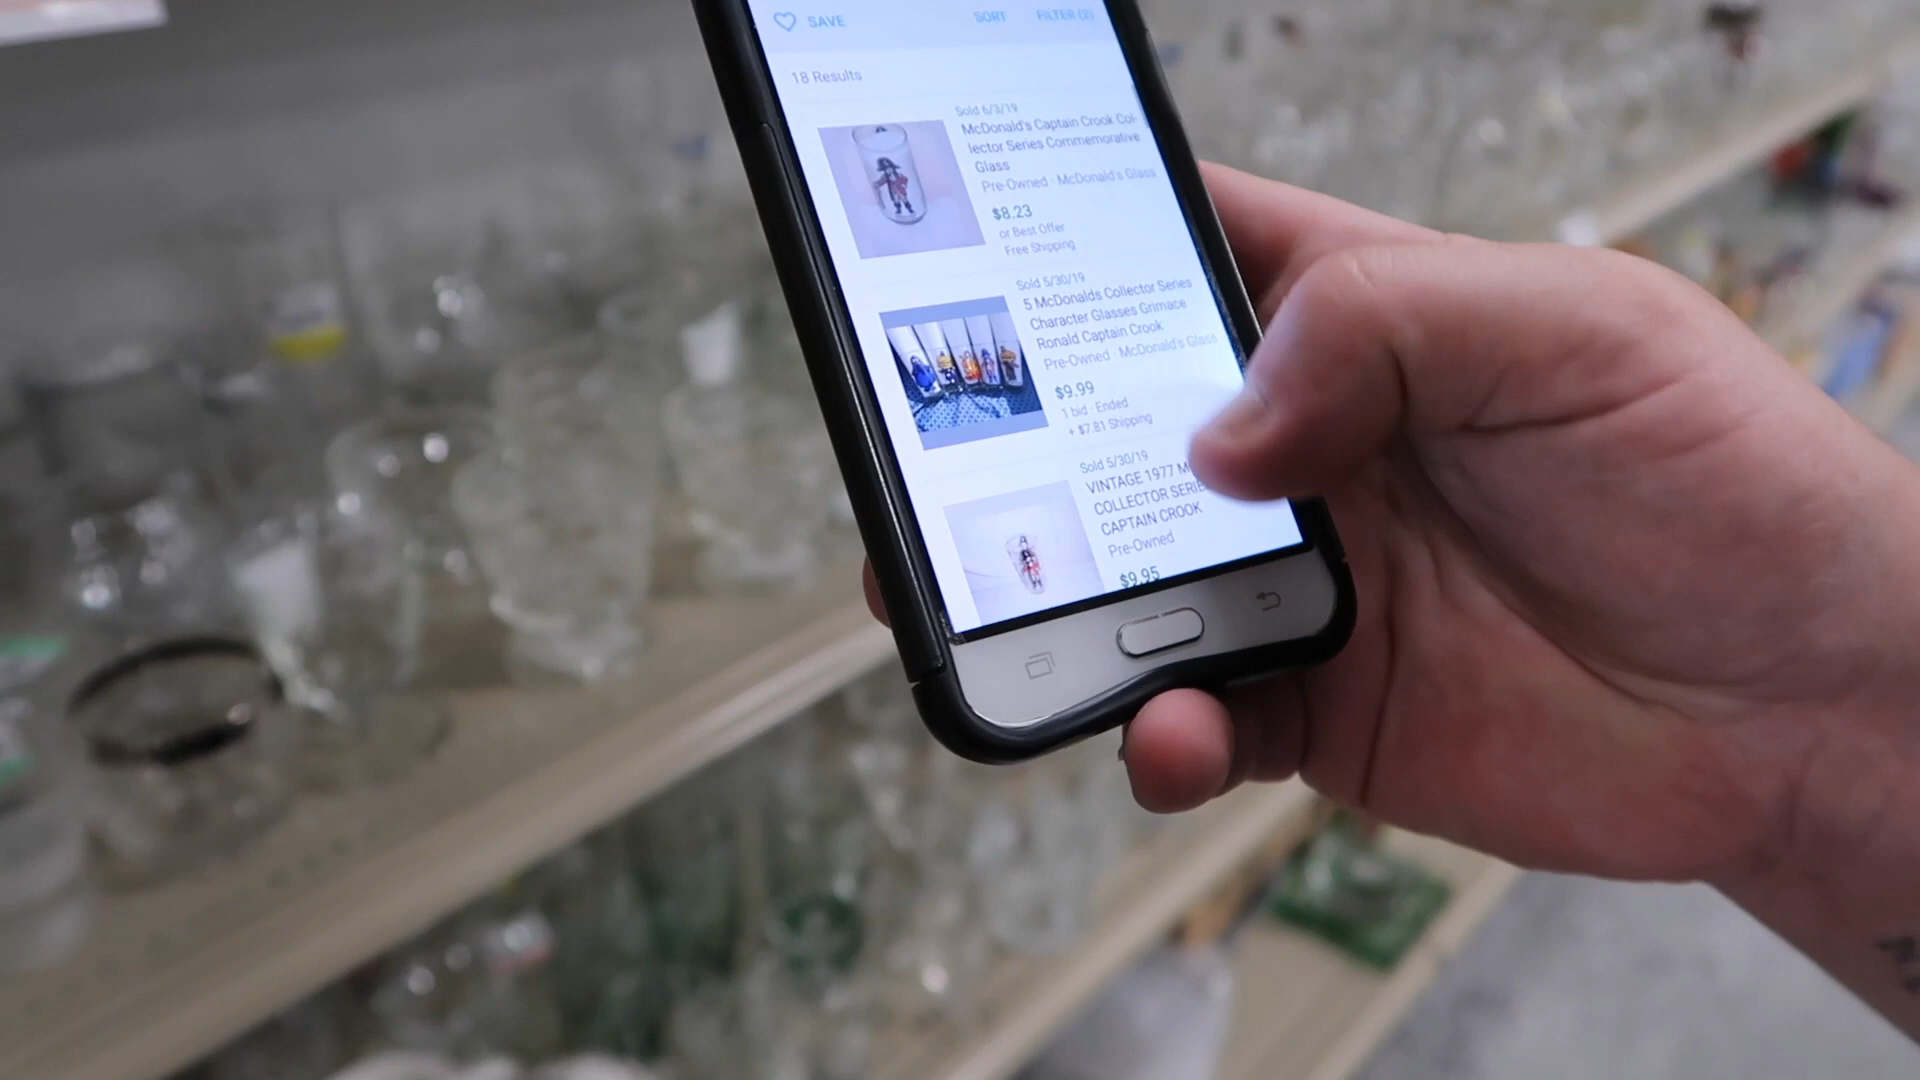 SAVE
SORT
FILTER (2)
18 Results
Sold 6/3/19
McDonald's Captain Crook Col-
lector Series Commemorative
Glass
Pre-Owned · McDonald's Glass
$8.23
or Best Offer
Free Shipping
Sold 5/30/19
5 McDonalds Collector Series
Character Glasses Grimace
Ronald Captain Crook
Pre-Owned · McDonald's Glass
$9.99
1 bid · Ended
+ $7.81 Shipping
Sold 5/30/19
VINTAGE 1977
COLLECTOR
CAPTAIN CROOK
Pre-Owned
$9.95